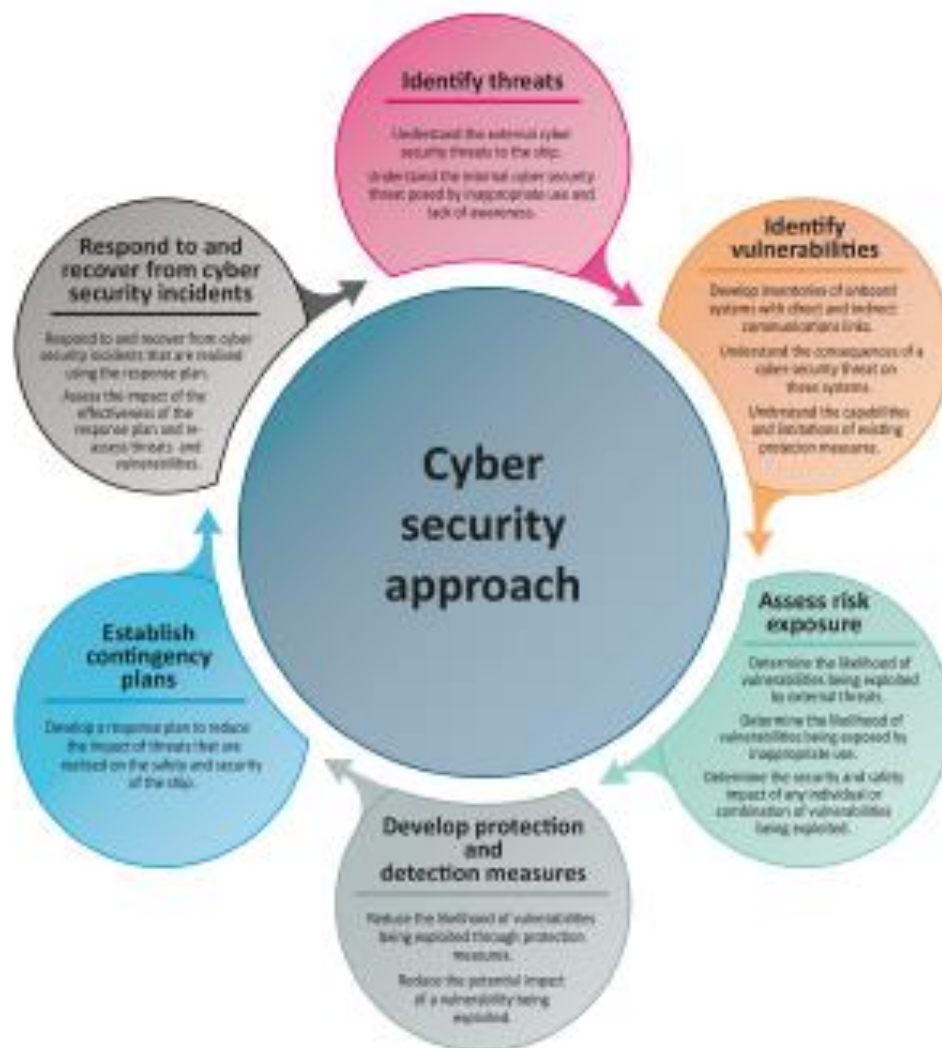 Identify threats
Understand the external cyber
security threats to the ship.
Understand the internal cyber security
threat posed by inappropriate use and
lack of awareness.
Identify
vulnerabilities
Develop inventories of onboard
systems with direct and indirect
communications links.
Understand the consequences of a
cyber security threat on
these systems.
Understand the capabilities
and limitations of existing
protection measures.
Assess risk
exposure
Determine the likelihood of
vulnerabilities being exploited
by external threats.
Determine the likelihood of
vulnerabilities being exposed by
inappropriate use.
Determine the security and safety
impact of any individual or
combination of vulnerabilities
being exploited.
Develop protection
and
detection measures
Reduce the likelihood of vulnerabilities
being exploited through protection
measures.
Reduce the potential impact
of a vulnerability being
exploited.
Establish
contingency
plans
Develop a response plan to reduce
the impact of threats that are
realised on the safety and security
of the ship.
Respond to and
recover from cyber
security incidents
Respond to and recover from cyber
security incidents that are realised
using the response plan.
Assess the impact of the
effectiveness of the
response plan and re-
assess threats and
vulnerabilities.
Cyber
security
approach